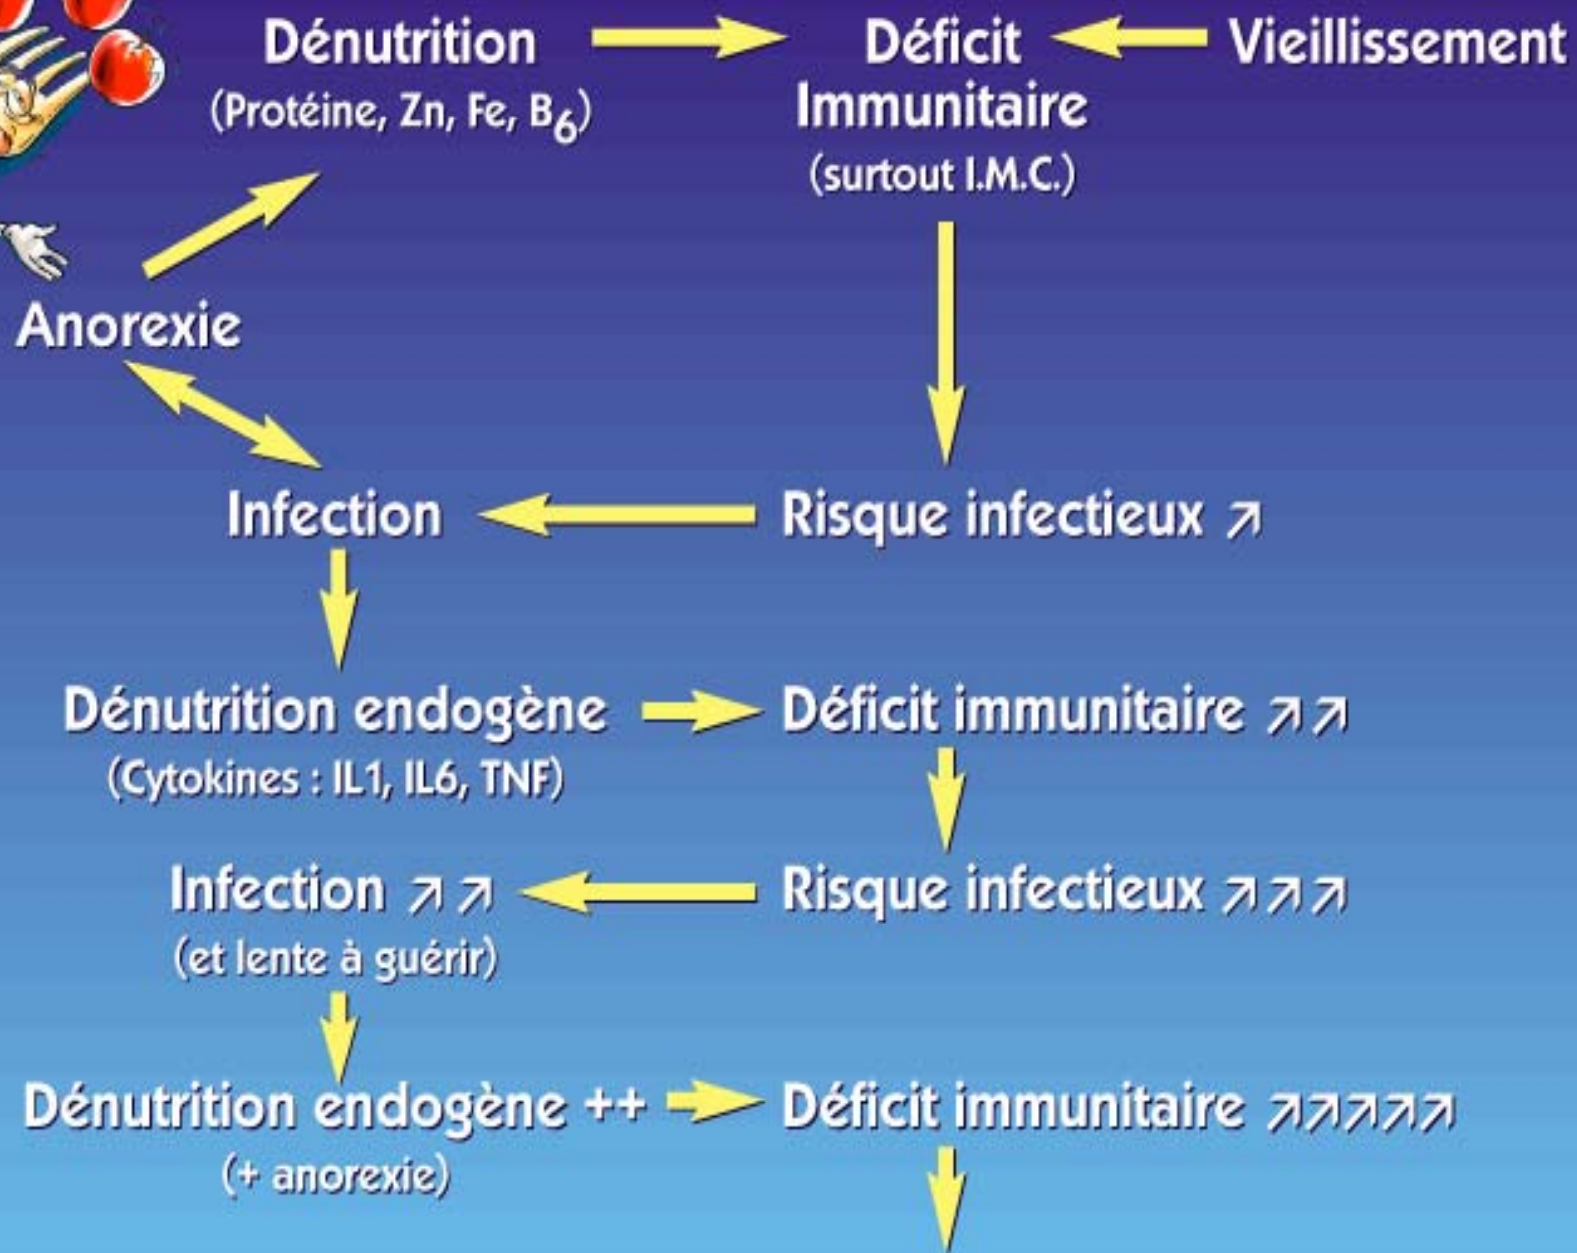 Dénutrition
(Protéine, Zn, Fe, B6)
Déficit
Immunitaire
(surtout I.M.C.)
Vieillissement
Anorexie
Infection
Risque infectieux ↗
Dénutrition endogène
(Cytokines : IL1, IL6, TNF)
Déficit immunitaire ↗↗
Infection ↗↗
(et lente à guérir)
Risque infectieux ↗↗↗
Dénutrition endogène ++
(+ anorexie)
Déficit immunitaire ↗↗↗↗↗